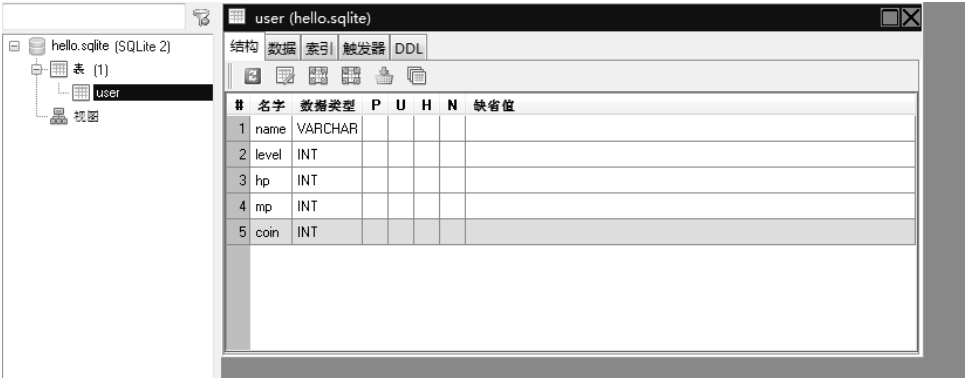 hello.sqlite (SQLite 2)
表 (1)
user
视图
user (hello.sqlite)
结构 数据 索引 触发器 DDL
# 名字 数据类型 P U H N 缺省值
1 name VARCHAR
2 level INT
3 hp INT
4 mp INT
5 coin INT